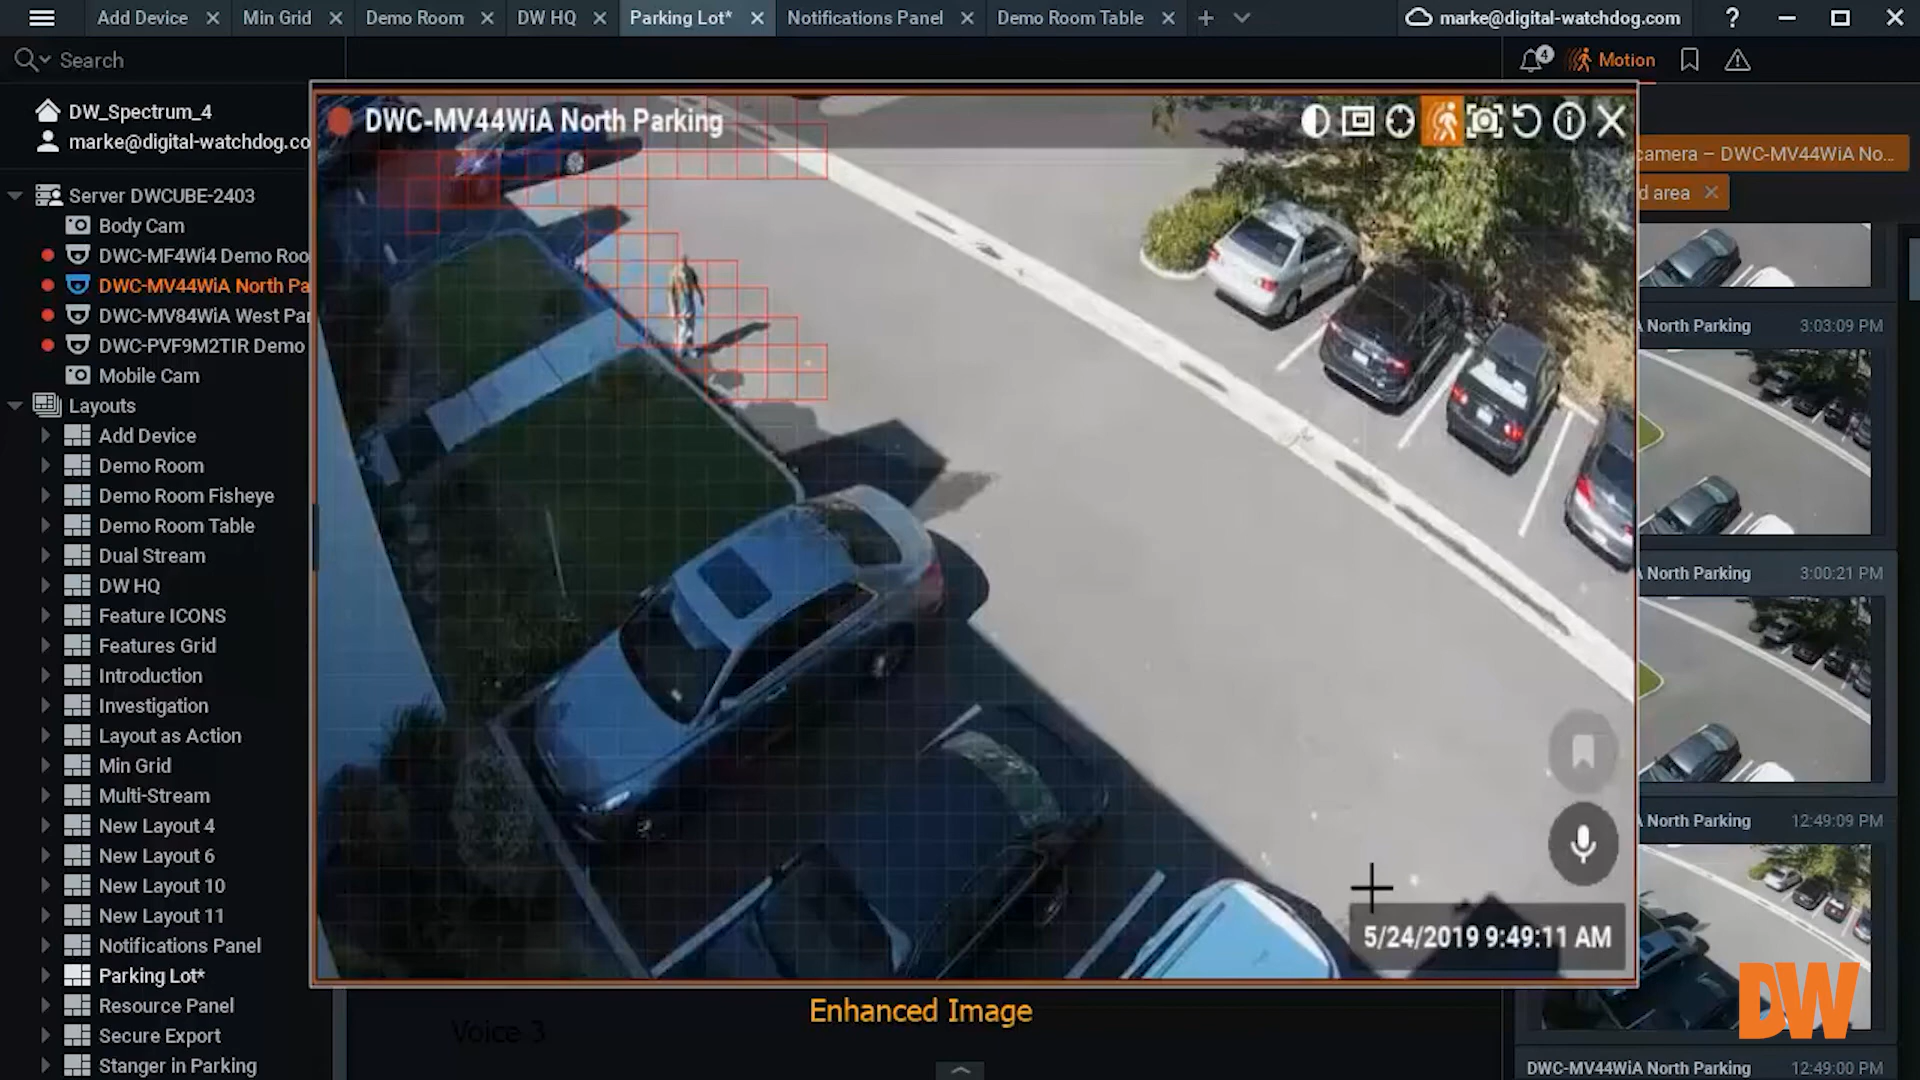 Add Device
Min Grid
Demo Room
DW HQ
Parking Lot*
Notifications Panel
Demo Room Table
marke@digital-watchdog.com
?
Search
4
Motion
DW_Spectrum_4
marke@digital-watchdog.co
DWC-MV44WiA North Parking
camera – DWC-MV44WiA No...
d area
Server DWCUBE-2403
Body Cam
DWC-MF4Wi4 Demo Roo
DWC-MV44WiA North Pa
DWC-MV84WiA West Par
DWC-PVF9M2TIR Demo
Mobile Cam
Layouts
Add Device
Demo Room
Demo Room Fisheye
Demo Room Table
Dual Stream
DW HQ
Feature ICONS
Features Grid
Introduction
Investigation
Layout as Action
Min Grid
Multi-Stream
New Layout 4
New Layout 6
New Layout 10
New Layout 11
Notifications Panel
Parking Lot*
Resource Panel
Secure Export
Stanger in Parking
A North Parking 3:03:09 PM
A North Parking 3:00:21 PM
A North Parking 12:49:09 PM
5/24/2019 9:49:11 AM
DW
Enhanced Image
Voice 3
DWC-MV44WiA North Parking 12:49:00 PM